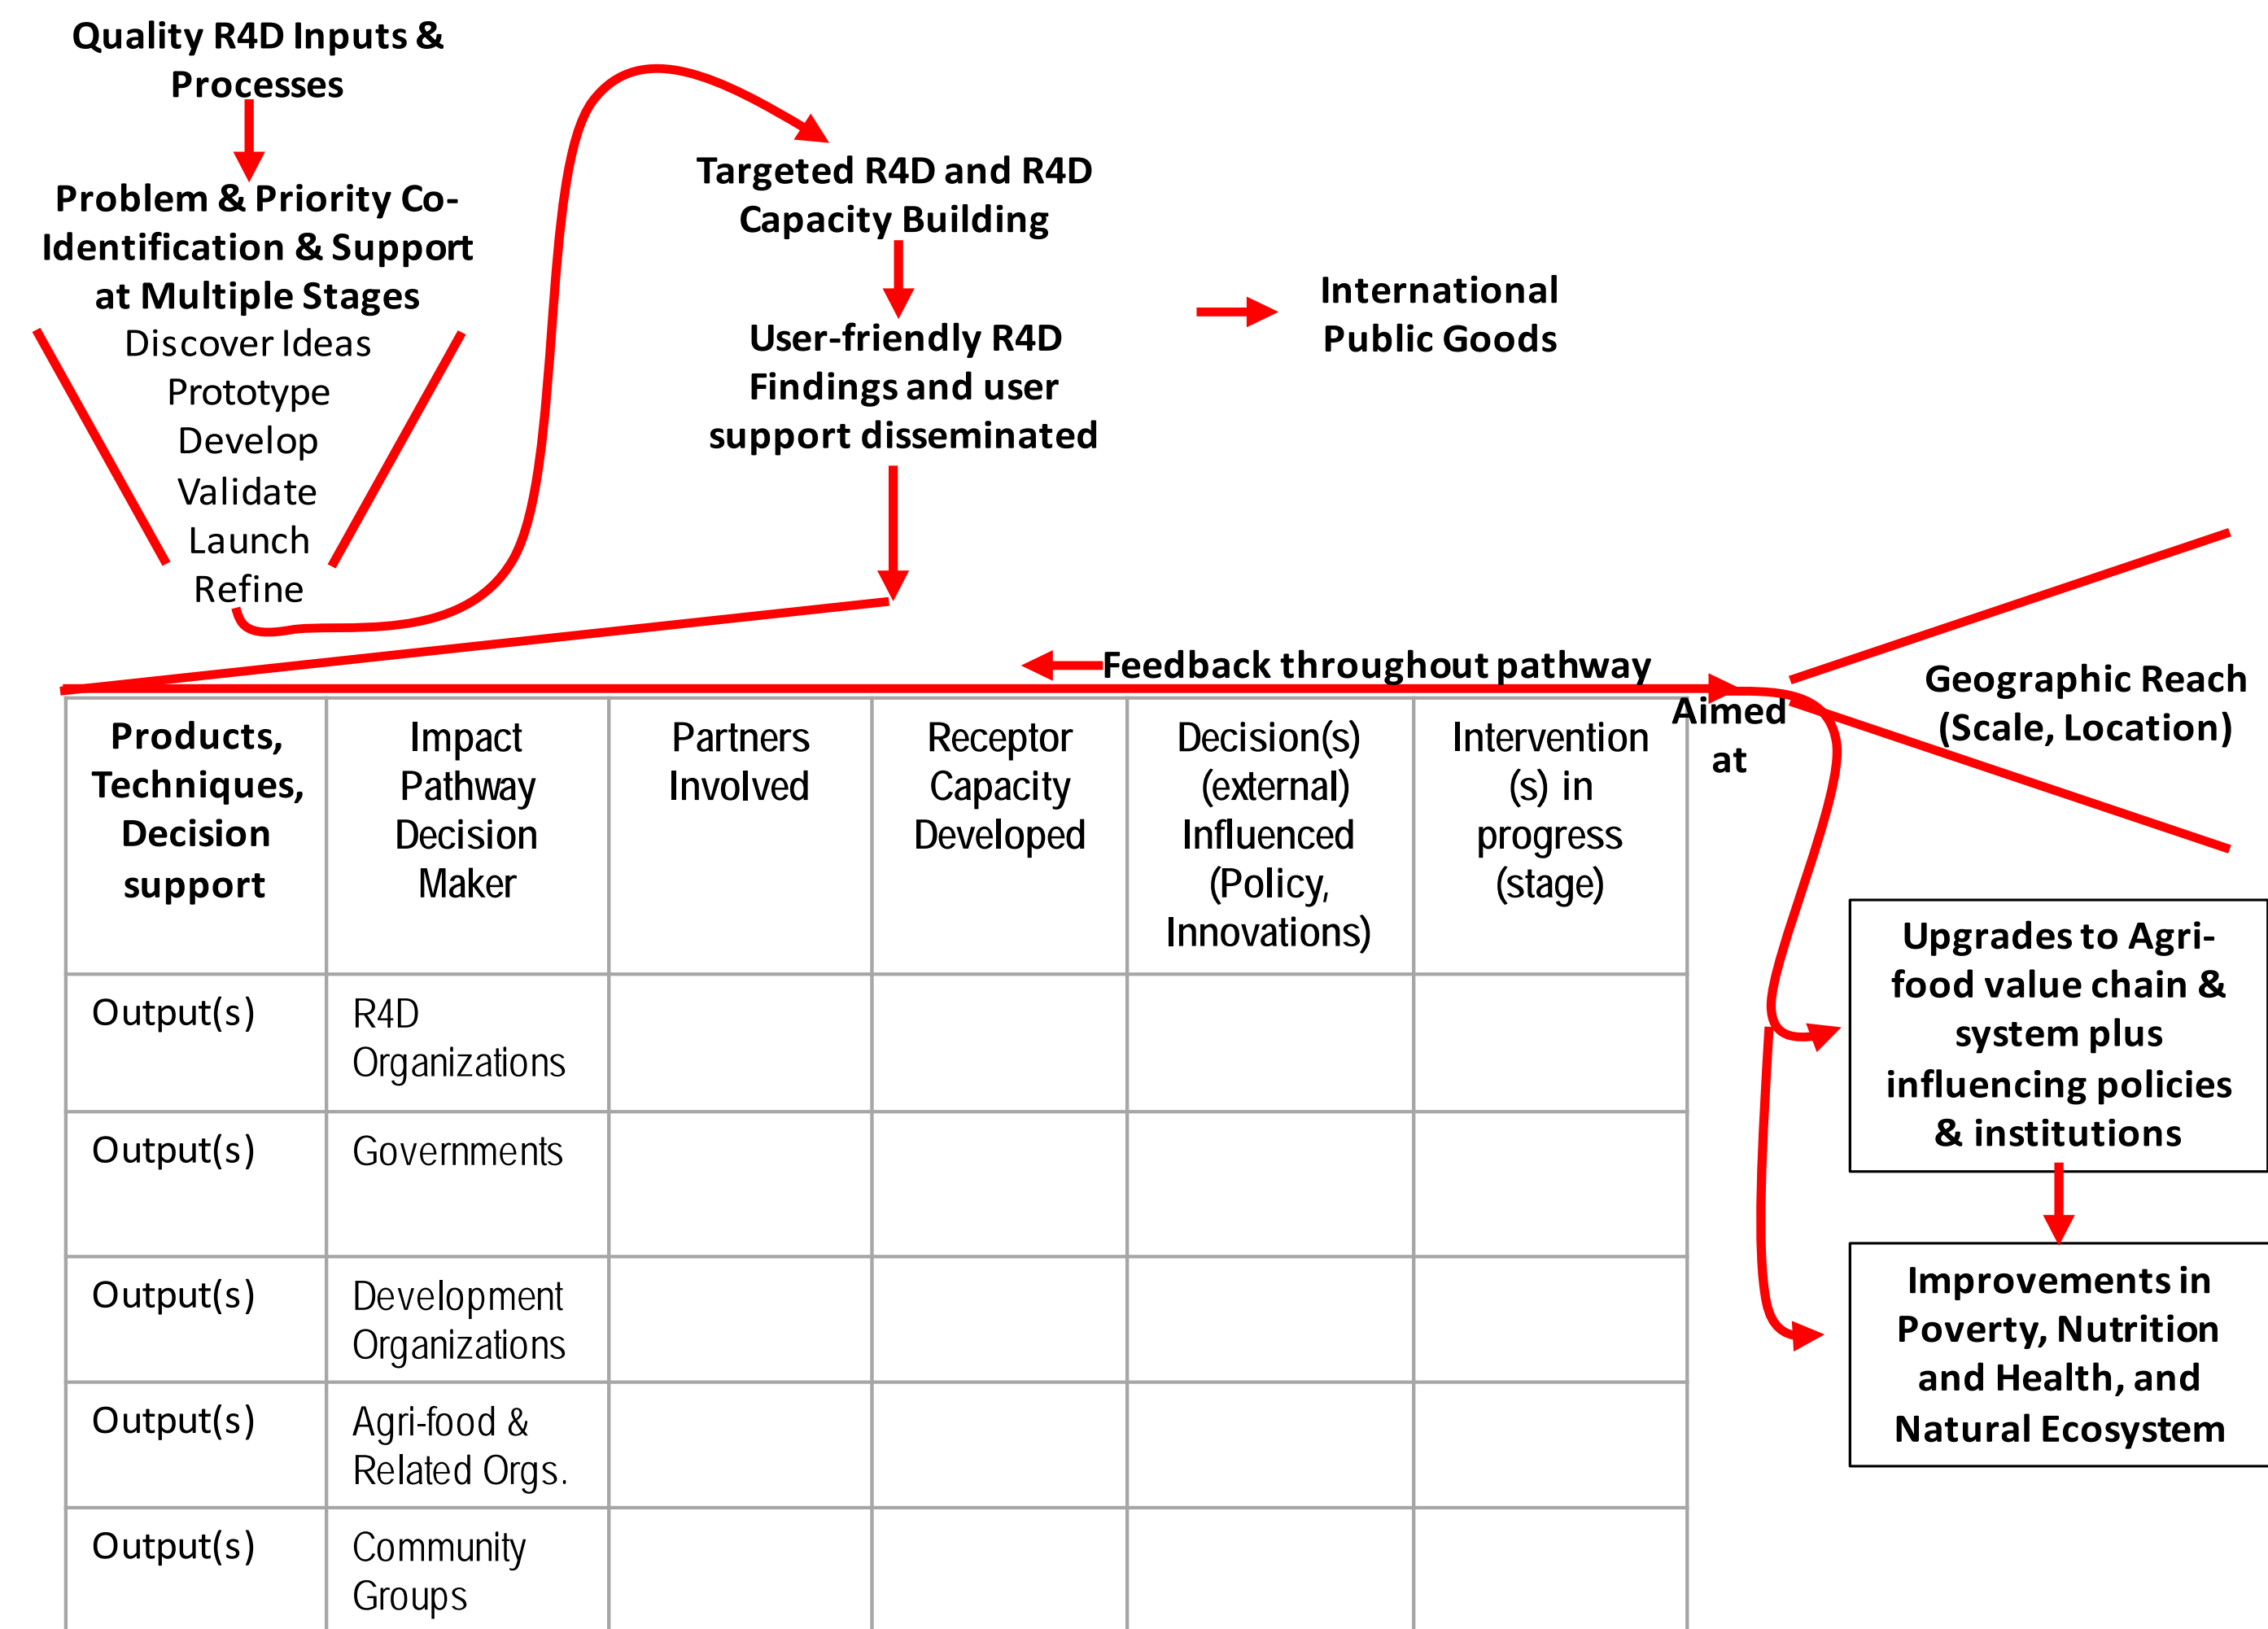 Quality R4D Inputs &
Processes
Problem & Priority Co-
Identification & Support
at Multiple Stages
Discover Ideas
Prototype
Develop
Validate
Launch
Refine
Targeted R4D and R4D
Capacity Building
User-friendly R4D
Findings and user
support disseminated
International
Public Goods
Feedback throughout pathway
Aimed
at
Geographic Reach
(Scale, Location)
Products,
Techniques,
Decision
support
Impact
Pathway
Decision
Maker
Partners
Involved
Receptor
Capacity
Developed
Decision(s)
(external)
Influenced
(Policy,
Innovations)
Intervention
(s) in
progress
(stage)
Output(s)
R4D
Organizations
Output(s)
Governments
Output(s)
Development
Organizations
Output(s)
Agri-food &
Related Orgs.
Output(s)
Community
Groups
Upgrades to Agri-
food value chain &
system plus
influencing policies
& institutions
Improvements in
Poverty, Nutrition
and Health, and
Natural Ecosystem